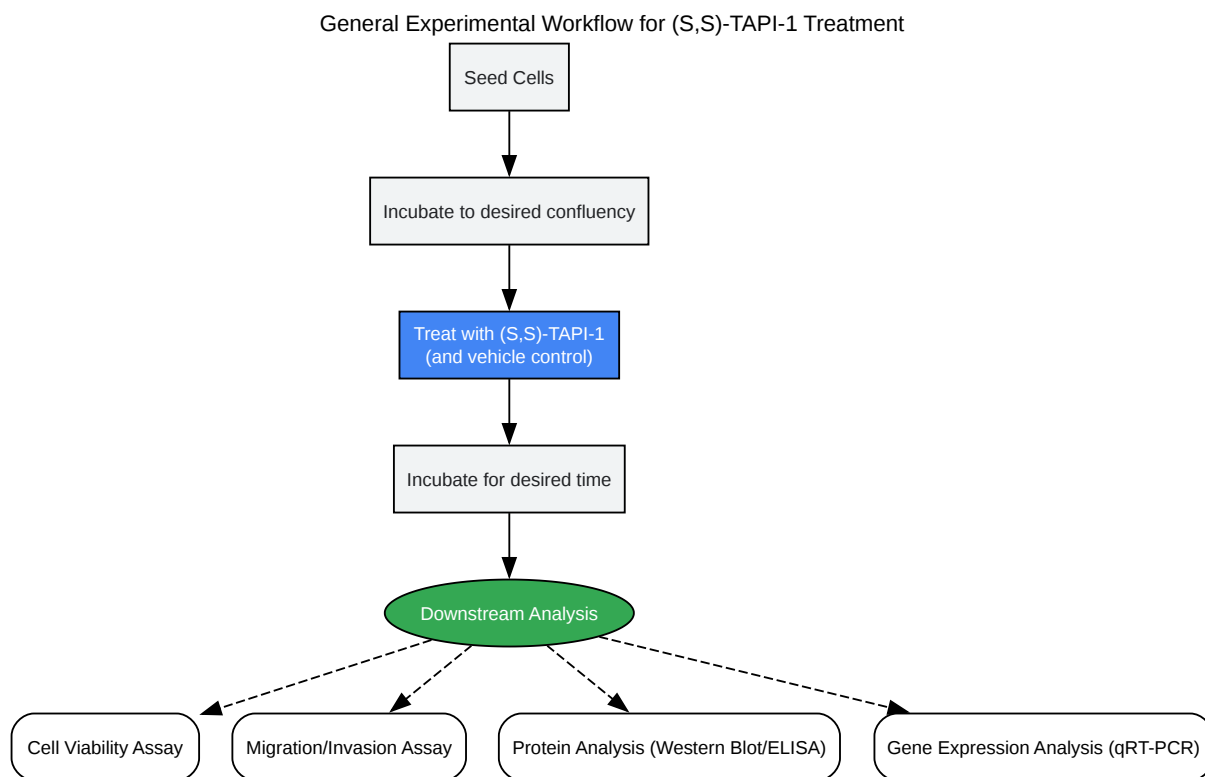 General Experimental Workflow for (S,S)-TAPI-1 Treatment
Seed Cells
Incubate to desired confluency
Treat with (S,S)-TAPI-1
(and vehicle control)
Incubate for desired time
Downstream Analysis
Cell Viability Assay
Migration/Invasion Assay
Protein Analysis (Western Blot/ELISA)
Gene Expression Analysis (qRT-PCR)